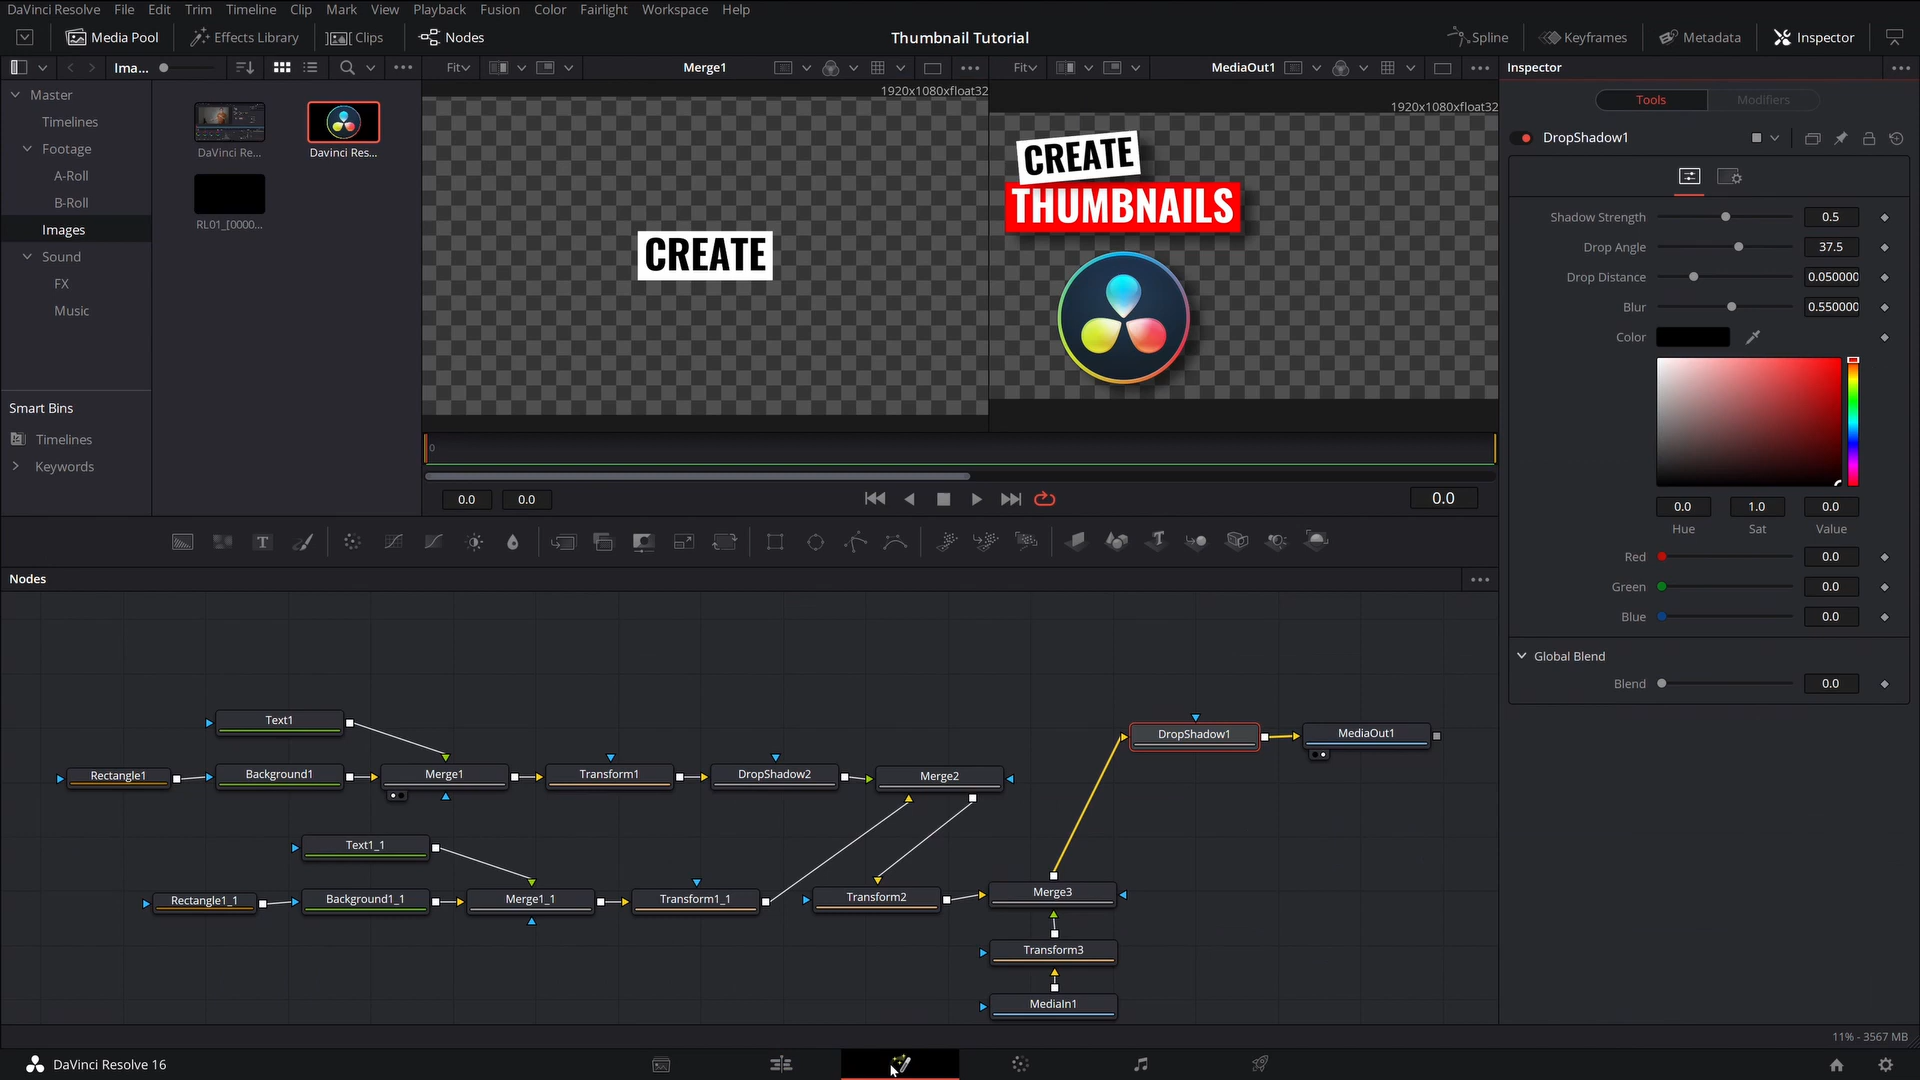 DaVinci Resolve File Edit Trim Timeline Clip Mark View Playback Fusion Color Fairlight Workspace Help
Media Pool Effects Library Clips Nodes Thumbnail Tutorial Spline Keyframes Metadata Inspector
Ima... Fit Merge1 Fit MediaOut1 Inspector
1920x1080xfloat32 1920x1080xfloat32
Master
Timelines
Footage
A-Roll
B-Roll
Images
Sound
FX
Music
Smart Bins
Timelines
Keywords
DaVinci Re... Davinci Res...
RL01_[0000...
CREATE
CREATE
THUMBNAILS
0
0.0 0.0 0.0
Tools Modifiers
DropShadow1
Shadow Strength 0.5
Drop Angle 37.5
Drop Distance 0.050000
Blur 0.550000
Color
0.0 1.0 0.0
Hue Sat Value
Red 0.0
Green 0.0
Blue 0.0
Global Blend
Blend 0.0
T
Nodes
Text1
Rectangle1 Background1 Merge1 Transform1 DropShadow2 Merge2
DropShadow1 MediaOut1
Text1_1
Rectangle1_1 Background1_1 Merge1_1 Transform1_1 Transform2 Merge3
Transform3
MediaIn1
11% - 3567 MB
DaVinci Resolve 16